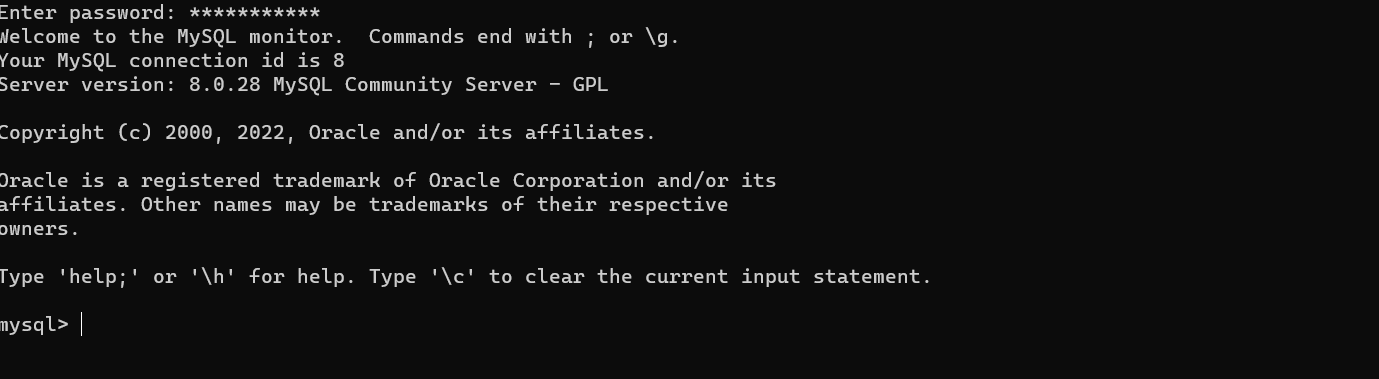 Enter password: ***********
Welcome to the MySQL monitor.  Commands end with ; or \g.
Your MySQL connection id is 8
Server version: 8.0.28 MySQL Community Server - GPL

Copyright (c) 2000, 2022, Oracle and/or its affiliates.

Oracle is a registered trademark of Oracle Corporation and/or its
affiliates. Other names may be trademarks of their respective
owners.

Type 'help;' or '\h' for help. Type '\c' to clear the current input statement.

mysql>